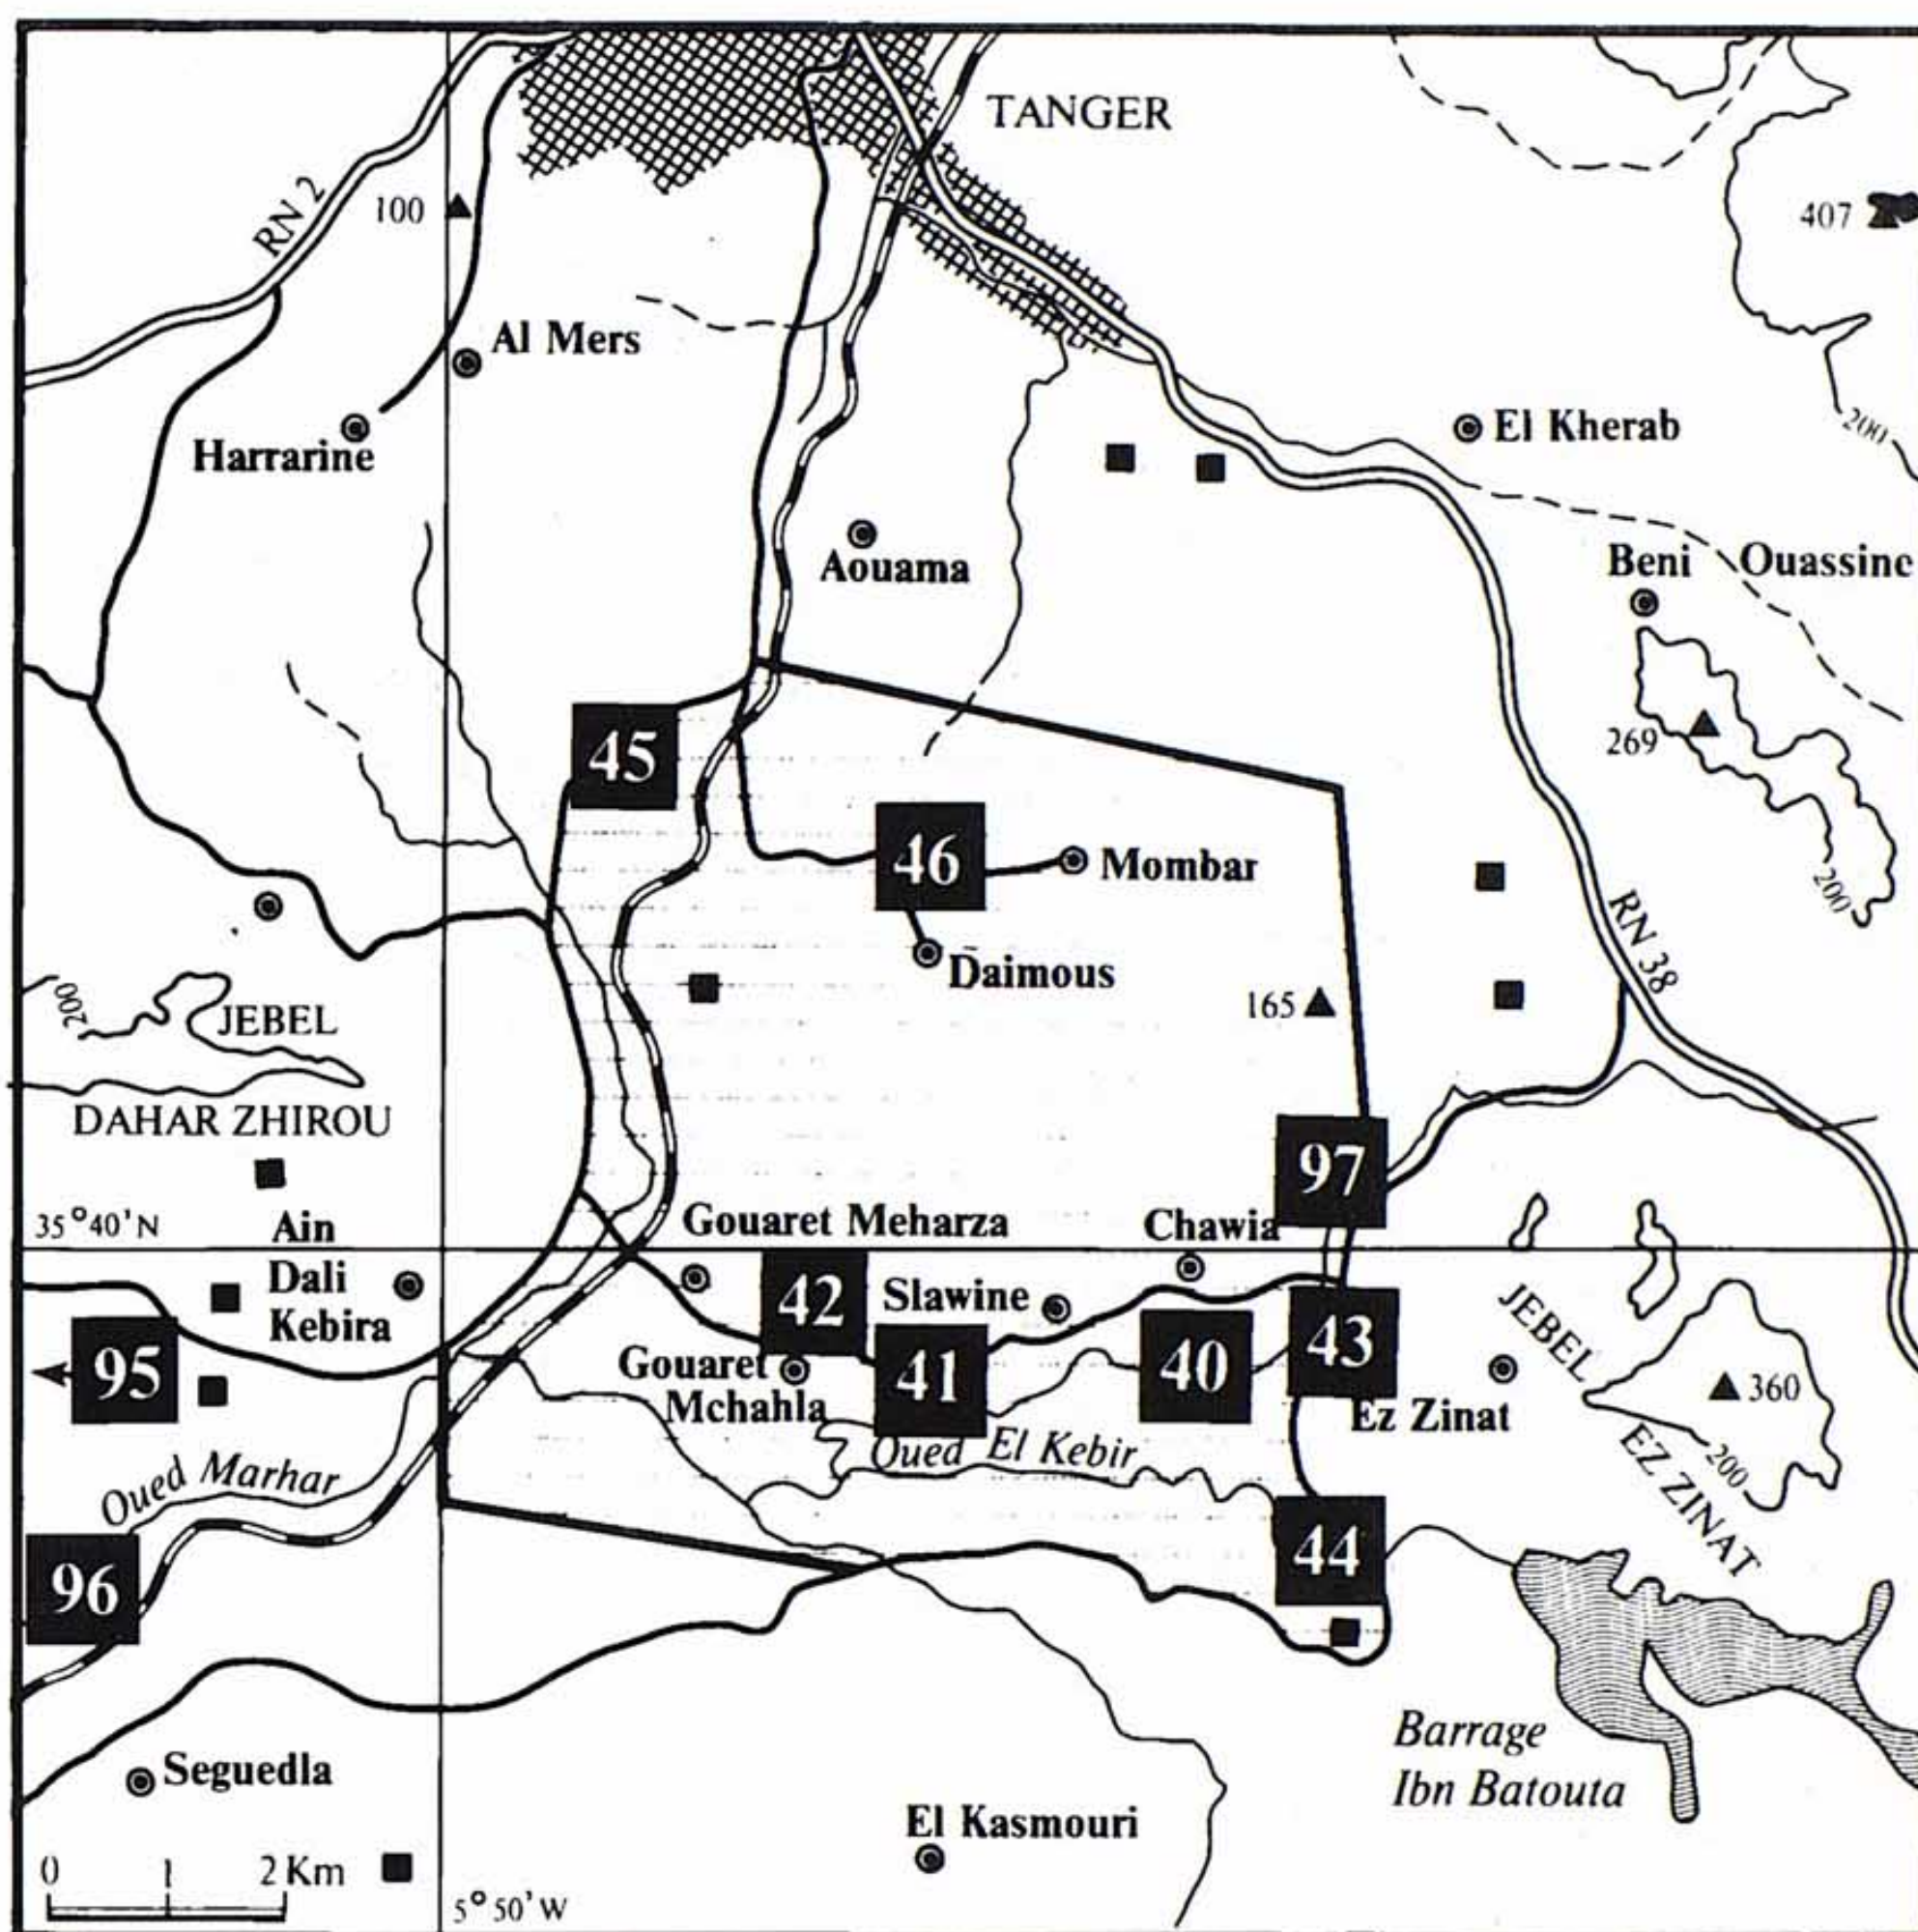 TANGER
RN 2
100
407
Al Mers
Harrarine
El Kherab
200
Aouama
Beni Ouassine
269
45
46
Mombar
200
RN 38
Daimous
165
200
JEBEL
DAHAR ZHIROU
97
35°40'N
Ain
Dali
Kebira
Gouaret Meharza
Chawia
42
Slawine
43
JEBEL
EZ ZINAT
95
Gouaret
Mchahla
41
40
Ez Zinat
360
200
Oued Marhar
Oued El Kebir
96
44
Barrage
Ibn Batouta
Seguedla
El Kasmouri
0 1 2 Km
5°50'W